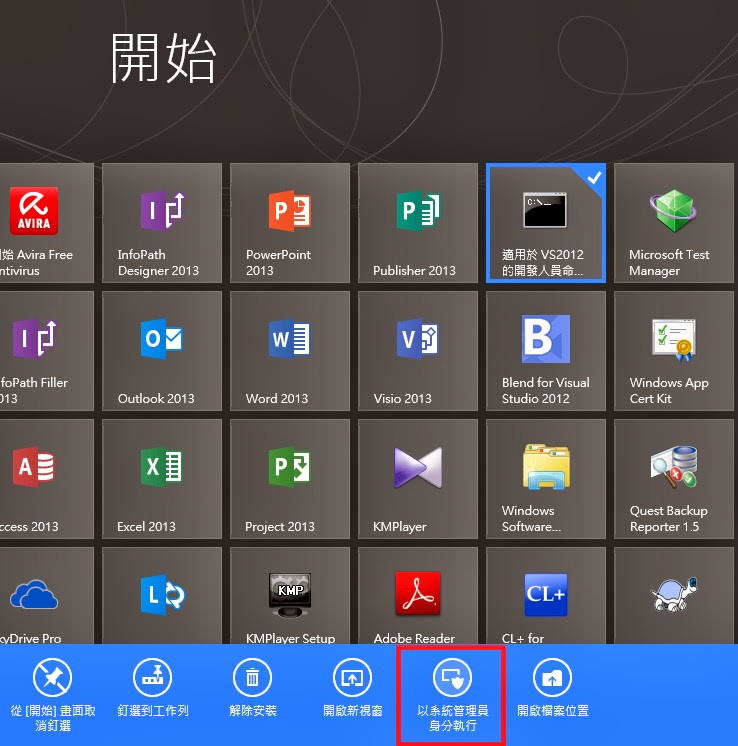 開始
始 Avira Free
ntivirus
InfoPath
Designer 2013
PowerPoint
2013
Publisher 2013
C:\_
適用於 VS2012
的開發人員命...
Microsoft Test
Manager
foPath Filler
013
Outlook 2013
Word 2013
Visio 2013
Blend for Visual
Studio 2012
Windows App
Cert Kit
ccess 2013
Excel 2013
Project 2013
KMPlayer
Windows
Software...
Quest Backup
Reporter 1.5
kyDrive Pro
KMP
KMPlayer Setup
Adobe Reader
CL+
CL+ for
AVIRA
從 [開始] 畫面取
消釘選
釘選到工作列
解除安裝
開啟新視窗
以系統管理員
身分執行
開啟檔案位置